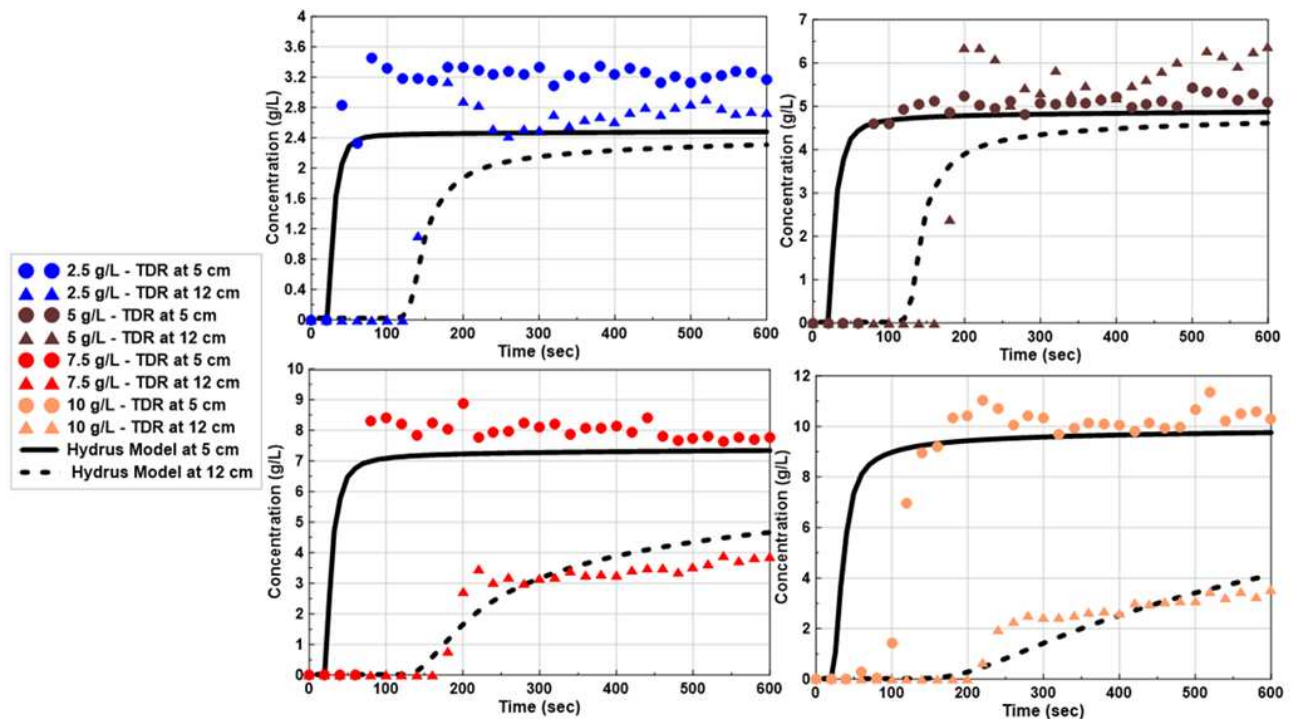 4
3.6
3.2
2.8
2.4
2
1.6
1.2
0.8
0.4
0
Concentration (g/L)
0 100 200 300 400 500 600
Time (sec)
7
6
5
4
3
2
1
0
Concentration (g/L)
0 100 200 300 400 500 600
Time (sec)
2.5 g/L - TDR at 5 cm
2.5 g/L - TDR at 12 cm
5 g/L - TDR at 5 cm
5 g/L - TDR at 12 cm
7.5 g/L - TDR at 5 cm
7.5 g/L - TDR at 12 cm
10 g/L - TDR at 5 cm
10 g/L - TDR at 12 cm
Hydrus Model at 5 cm
Hydrus Model at 12 cm
10
9
8
7
6
5
4
3
2
1
0
Concentration (g/L)
0 100 200 300 400 500 600
Time (sec)
12
10
8
6
4
2
0
Concentration (g/L)
0 100 200 300 400 500 600
Time (sec)